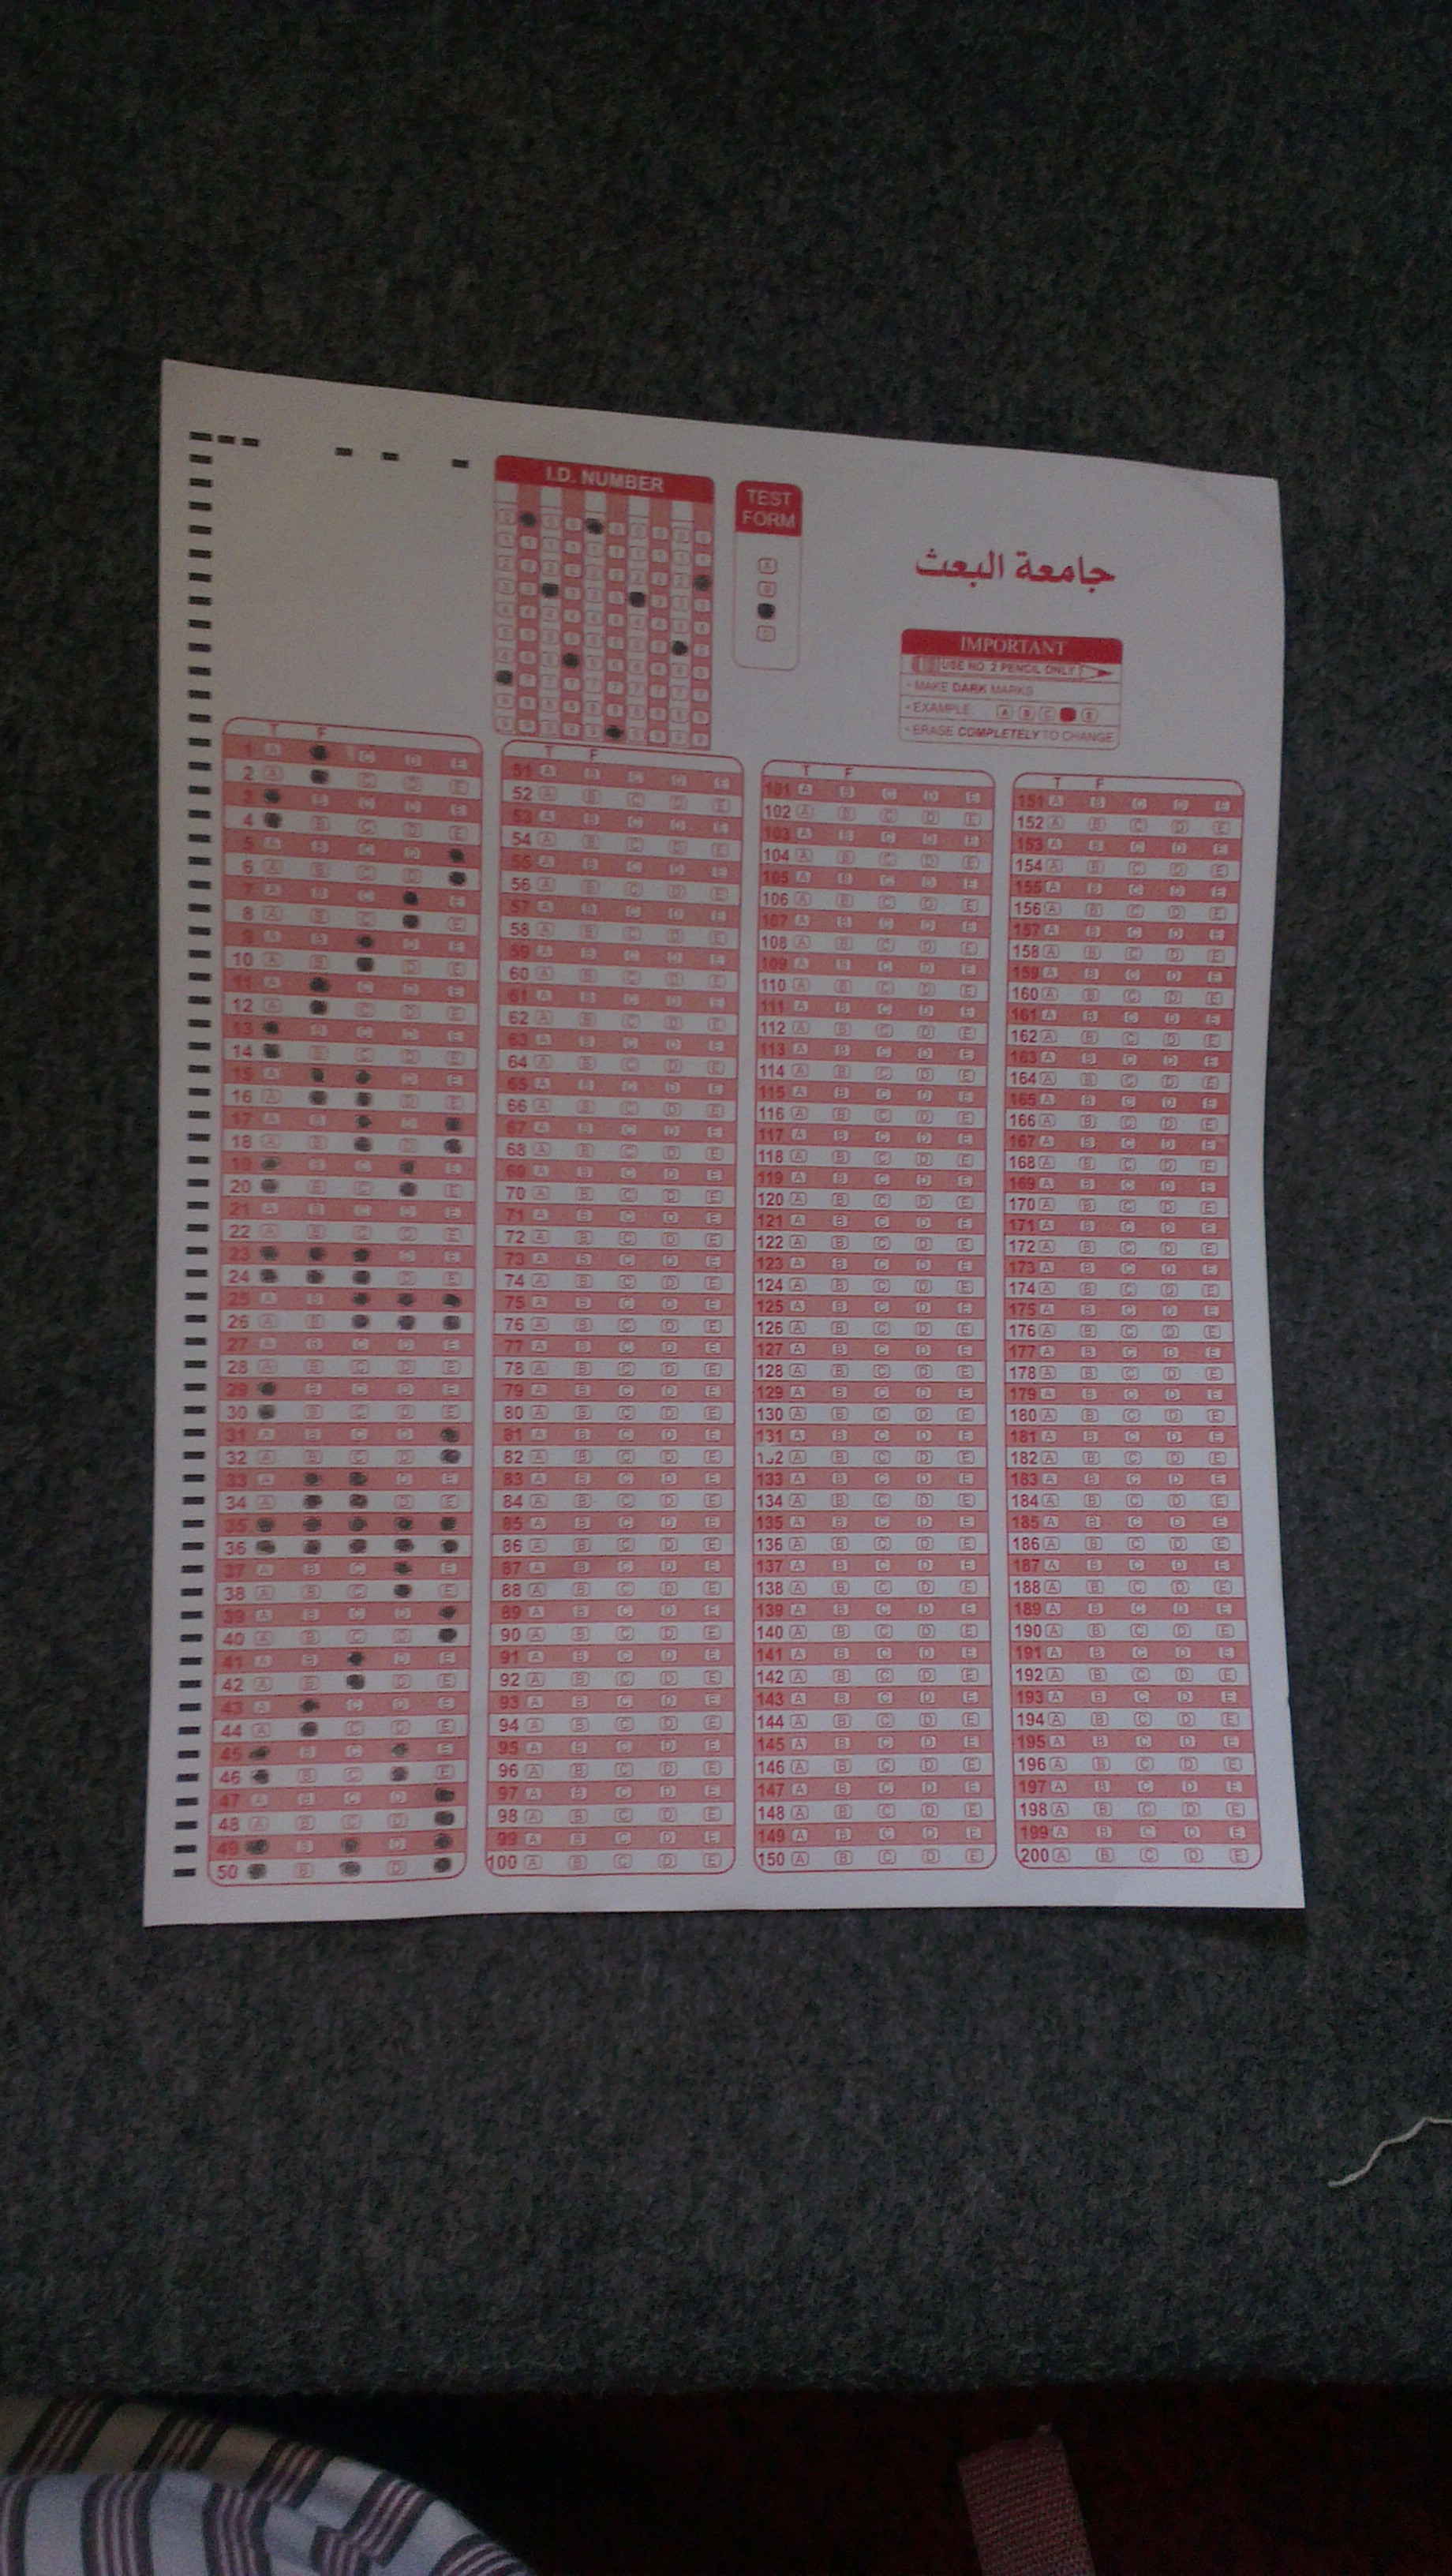 I.D. NUMBER
TEST
FORM
A
B
D
جامعة البعث
IMPORTANT
USE NO. 2 PENCIL ONLY
- MAKE DARK MARKS
- EXAMPLE: A B C E
- ERASE COMPLETELY TO CHANGE
T F
1 A C D E
2 A C D E
3 B C D E
4 B C D E
5 A B C D
6 A B C D
7 A B C E
8 A B C E
9 A B D E
10 A B D E
11 A C D E
12 A C D E
13 B C D E
14 B C D E
15 A D E
16 A D E
17 A B D
18 A B D
19 B C E
20 B C E
21 A B C D E
22 A B C D E
23 D E
24 D E
25 A B
26 A B
27 A B C D E
28 A B C D E
29 B C D E
30 B C D E
31 A B C D
32 A B C D
33 A D E
34 A D E
35
36
37 A B C E
38 A B C E
39 A B C D
40 A B C D
41 A B D E
42 A B D E
43 A C D E
44 A C D E
45 B C E
46 B C E
47 A B C D
48 A B C D
49 B D
50 B D
T F
51 A B C D E
52 A B C D E
53 A B C D E
54 A B C D E
55 A B C D E
56 A B C D E
57 A B C D E
58 A B C D E
59 A B C D E
60 A B C D E
61 A B C D E
62 A B C D E
63 A B C D E
64 A B C D E
65 A B C D E
66 A B C D E
67 A B C D E
68 A B C D E
69 A B C D E
70 A B C D E
71 A B C D E
72 A B C D E
73 A B C D E
74 A B C D E
75 A B C D E
76 A B C D E
77 A B C D E
78 A B C D E
79 A B C D E
80 A B C D E
81 A B C D E
82 A B C D E
83 A B C D E
84 A B C D E
85 A B C D E
86 A B C D E
87 A B C D E
88 A B C D E
89 A B C D E
90 A B C D E
91 A B C D E
92 A B C D E
93 A B C D E
94 A B C D E
95 A B C D E
96 A B C D E
97 A B C D E
98 A B C D E
99 A B C D E
100 A B C D E
T F
101 A B C D E
102 A B C D E
103 A B C D E
104 A B C D E
105 A B C D E
106 A B C D E
107 A B C D E
108 A B C D E
109 A B C D E
110 A B C D E
111 A B C D E
112 A B C D E
113 A B C D E
114 A B C D E
115 A B C D E
116 A B C D E
117 A B C D E
118 A B C D E
119 A B C D E
120 A B C D E
121 A B C D E
122 A B C D E
123 A B C D E
124 A B C D E
125 A B C D E
126 A B C D E
127 A B C D E
128 A B C D E
129 A B C D E
130 A B C D E
131 A B C D E
132 A B C D E
133 A B C D E
134 A B C D E
135 A B C D E
136 A B C D E
137 A B C D E
138 A B C D E
139 A B C D E
140 A B C D E
141 A B C D E
142 A B C D E
143 A B C D E
144 A B C D E
145 A B C D E
146 A B C D E
147 A B C D E
148 A B C D E
149 A B C D E
150 A B C D E
T F
151 A B C D E
152 A B C D E
153 A B C D E
154 A B C D E
155 A B C D E
156 A B C D E
157 A B C D E
158 A B C D E
159 A B C D E
160 A B C D E
161 A B C D E
162 A B C D E
163 A B C D E
164 A B C D E
165 A B C D E
166 A B C D E
167 A B C D E
168 A B C D E
169 A B C D E
170 A B C D E
171 A B C D E
172 A B C D E
173 A B C D E
174 A B C D E
175 A B C D E
176 A B C D E
177 A B C D E
178 A B C D E
179 A B C D E
180 A B C D E
181 A B C D E
182 A B C D E
183 A B C D E
184 A B C D E
185 A B C D E
186 A B C D E
187 A B C D E
188 A B C D E
189 A B C D E
190 A B C D E
191 A B C D E
192 A B C D E
193 A B C D E
194 A B C D E
195 A B C D E
196 A B C D E
197 A B C D E
198 A B C D E
199 A B C D E
200 A B C D E